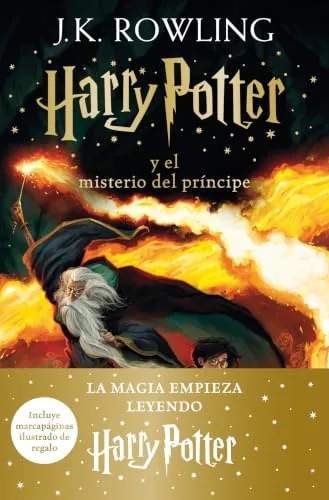 J.K. ROWLING
Harry Potter
y el
misterio del príncipe
LA MAGIA EMPIEZA
LEYENDO
Harry Potter
Incluye
marcapáginas
ilustrado de
regalo